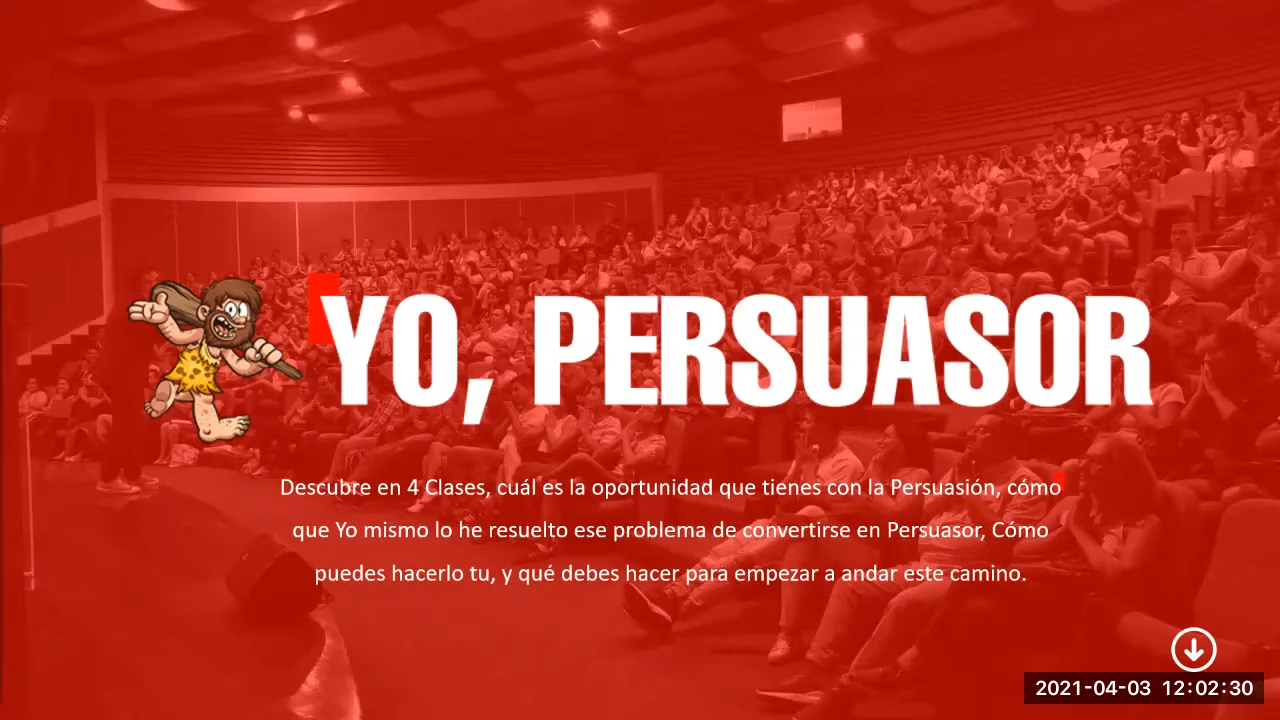 YO, PERSUASOR
Descubre en 4 Clases, cuál es la oportunidad que tienes con la Persuasión, cómo
que Yo mismo lo he resuelto ese problema de convertirse en Persuasor, Cómo
puedes hacerlo tu, y qué debes hacer para empezar a andar este camino.
2021-04-03 12:02:30